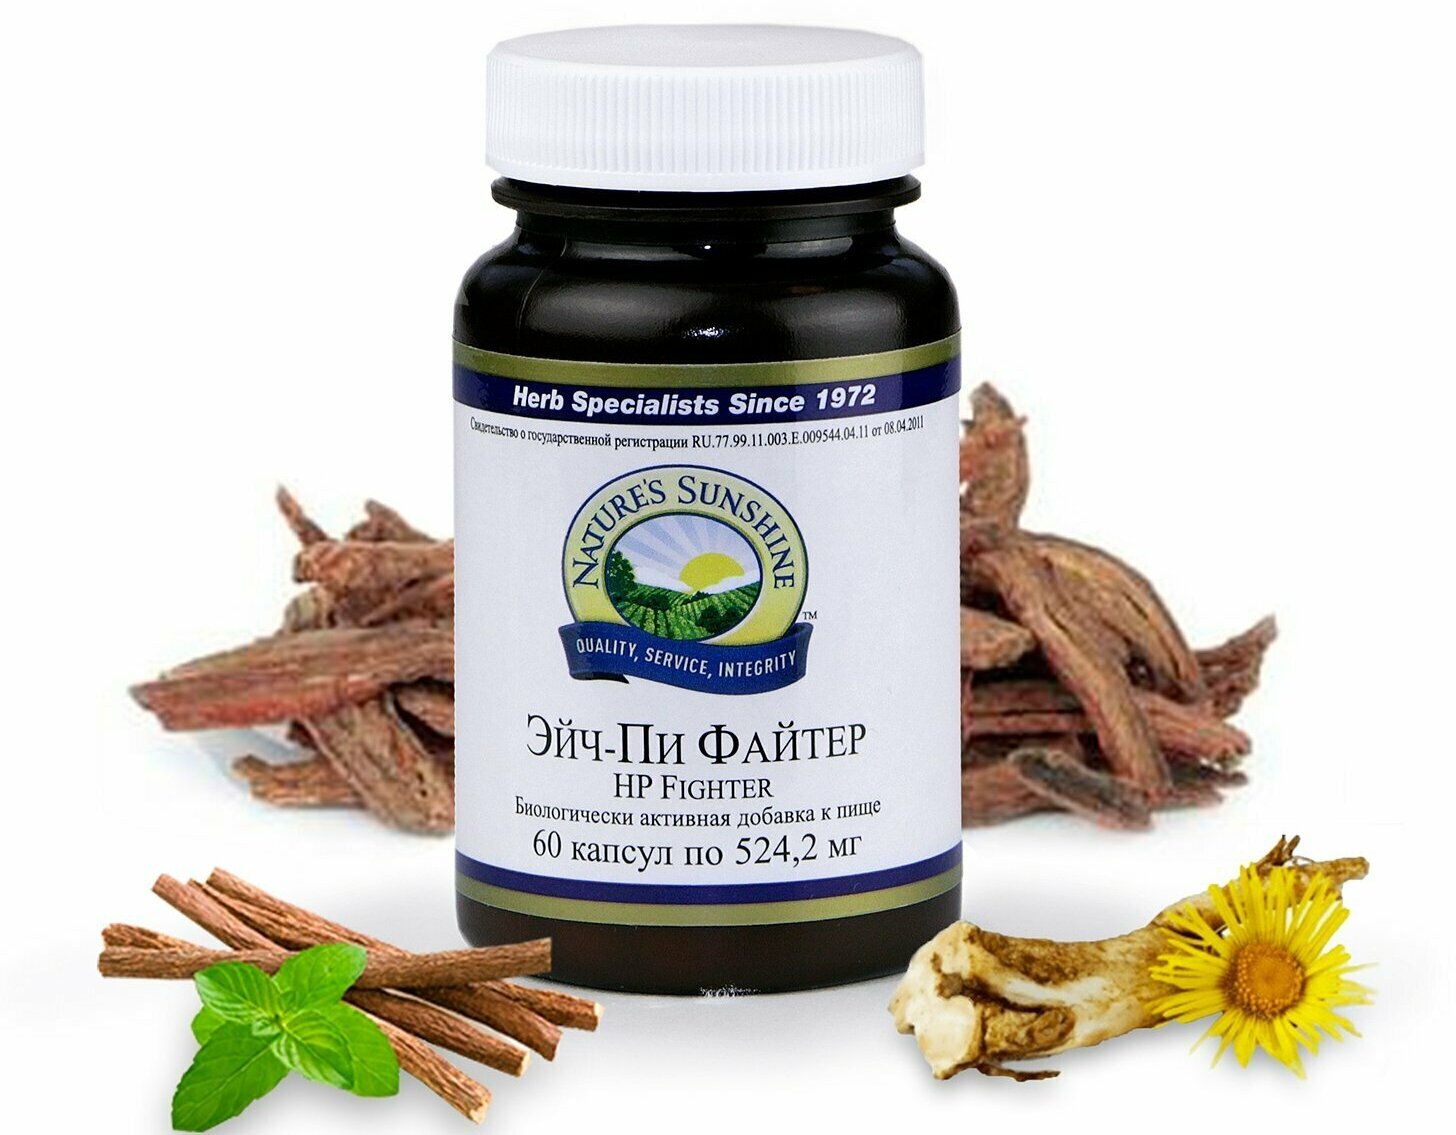 Herb Specialists Since 1972
Свидетельство о государственной регистрации RU.77.99.11.003.E.009544.04.11 от 08.04.2011
NATURE'S SUNSHINE
TM
QUALITY, SERVICE, INTEGRITY
ЭЙЧ-ПИ ФАЙТЕР
HP FIGHTER
Биологически активная добавка к пище
60 капсул по 524,2 мг